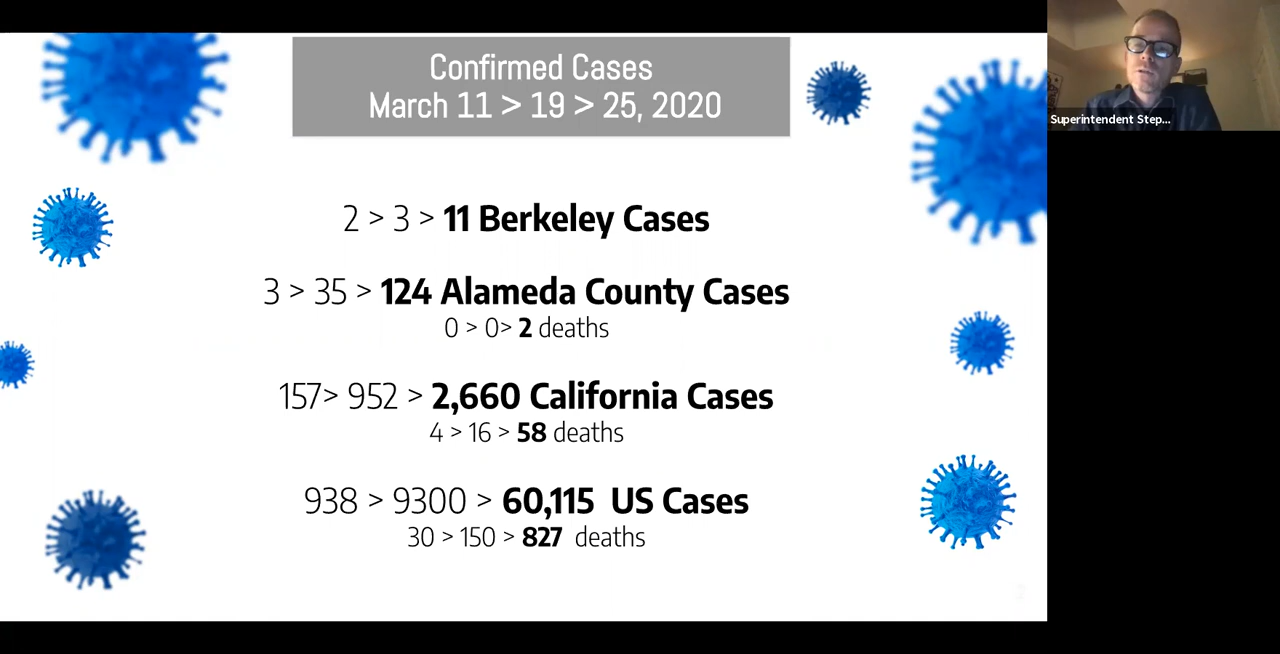 Confirmed Cases
March 11 > 19 > 25, 2020
2 > 3 > 11 Berkeley Cases
3 > 35 > 124 Alameda County Cases
0 > 0> 2 deaths
157> 952 > 2,660 California Cases
4 > 16 > 58 deaths
938 > 9300 > 60,115 US Cases
30 > 150 > 827 deaths
Superintendent Step...